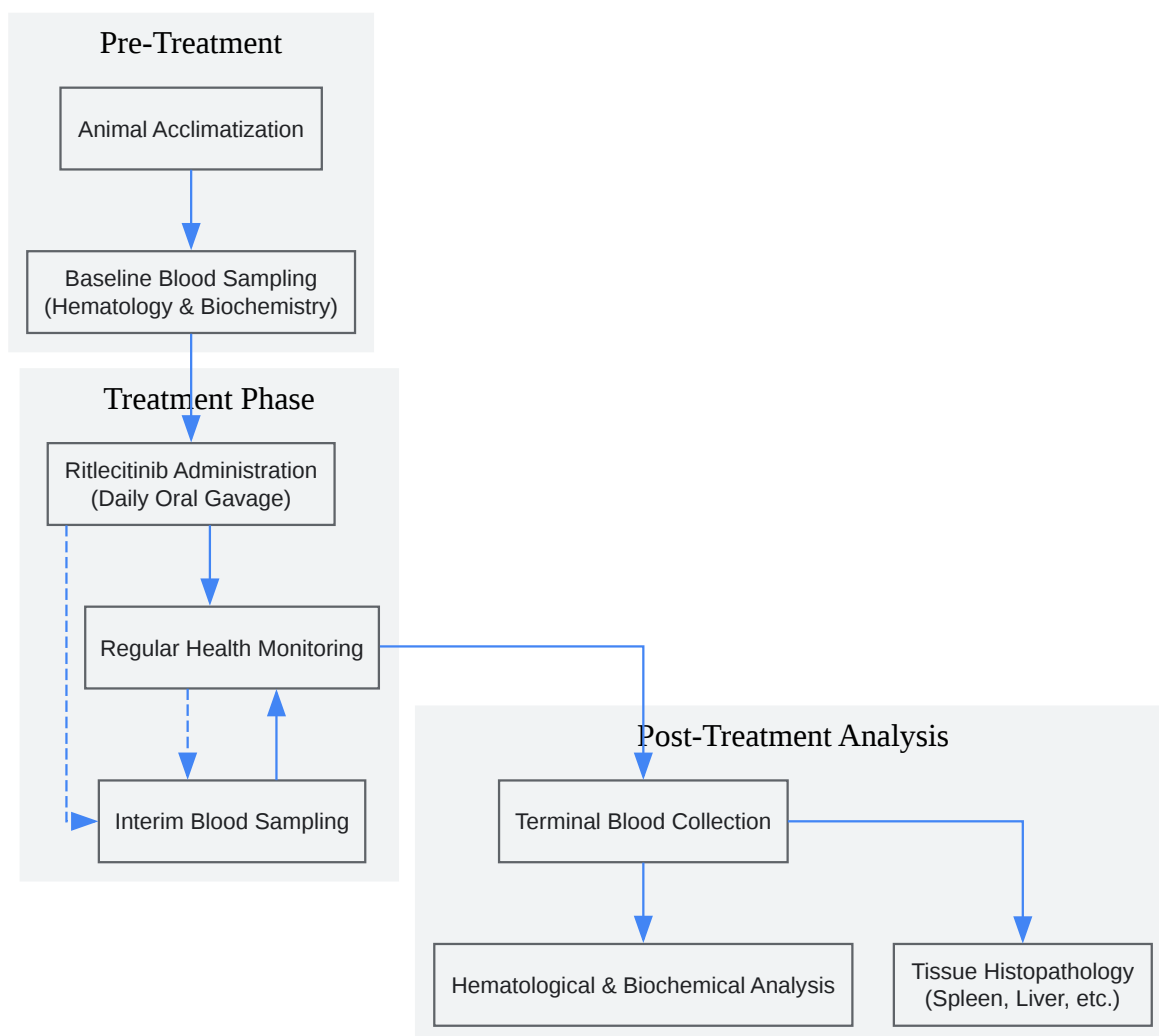 Pre-Treatment
Animal Acclimatization
Baseline Blood Sampling
(Hematology & Biochemistry)
Treatment Phase
Ritlecitinib Administration
(Daily Oral Gavage)
Regular Health Monitoring
Interim Blood Sampling
Post-Treatment Analysis
Terminal Blood Collection
Hematological & Biochemical Analysis
Tissue Histopathology
(Spleen, Liver, etc.)